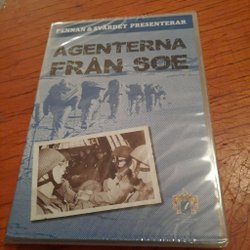 PENNAN & SVÄRDET PRESENTERAR
AGENTERNA
FRÅN SOE